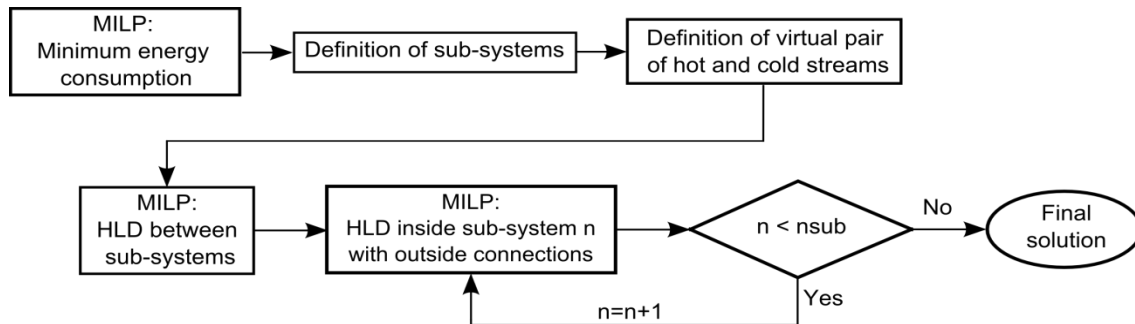 MILP:
Minimum energy
consumption
Definition of sub-systems
Definition of virtual pair
of hot and cold streams
MILP:
HLD between
sub-systems
MILP:
HLD inside sub-system n
with outside connections
n < nsub
No
Final
solution
Yes
n=n+1